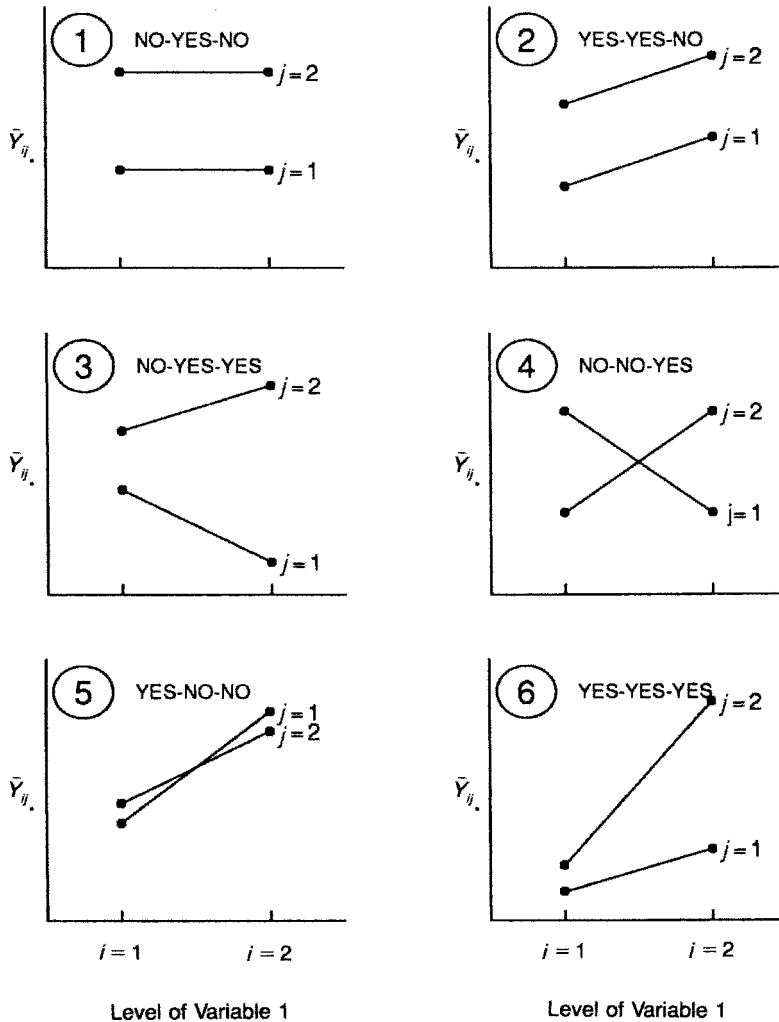 1 NO-YES-NO
j = 2
Ȳij.
j = 1
2 YES-YES-NO
j = 2
Ȳij.
j = 1
3 NO-YES-YES
j = 2
Ȳij.
j = 1
4 NO-NO-YES
j = 2
Ȳij.
j = 1
5 YES-NO-NO
j = 1
j = 2
Ȳij.
i = 1 i = 2
Level of Variable 1
6 YES-YES-YES
j = 2
Ȳij.
j = 1
i = 1 i = 2
Level of Variable 1